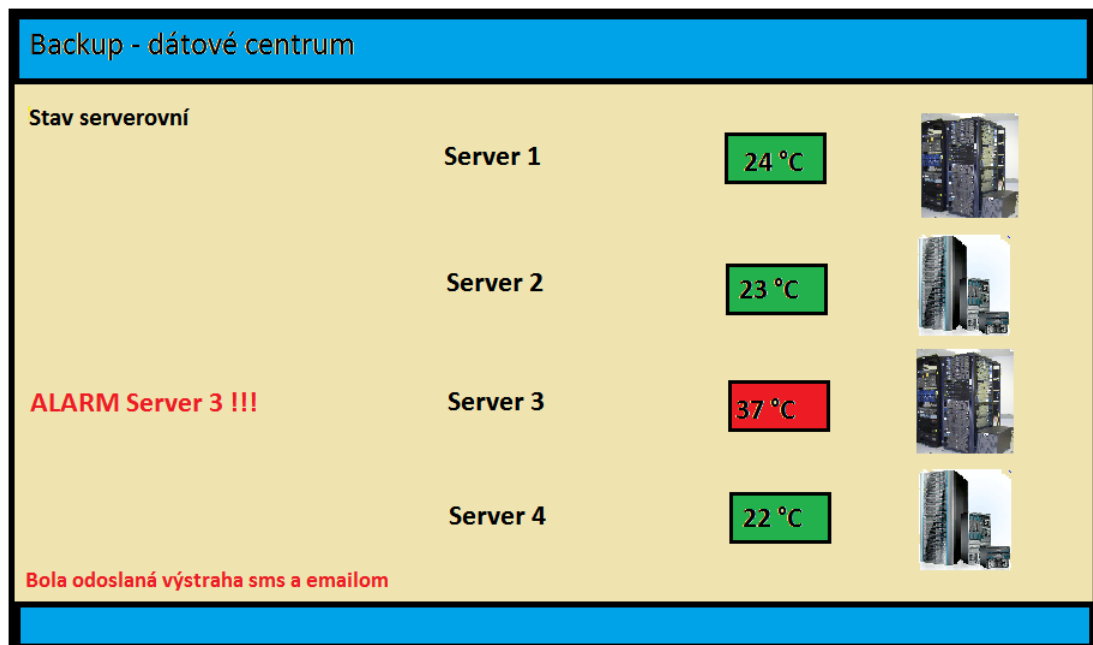 Backup - dátové centrum
Stav serverovní
Server 1 24 °C
Server 2 23 °C
ALARM Server 3 !!! Server 3 37 °C
Server 4 22 °C
Bola odoslaná výstraha sms a emailom